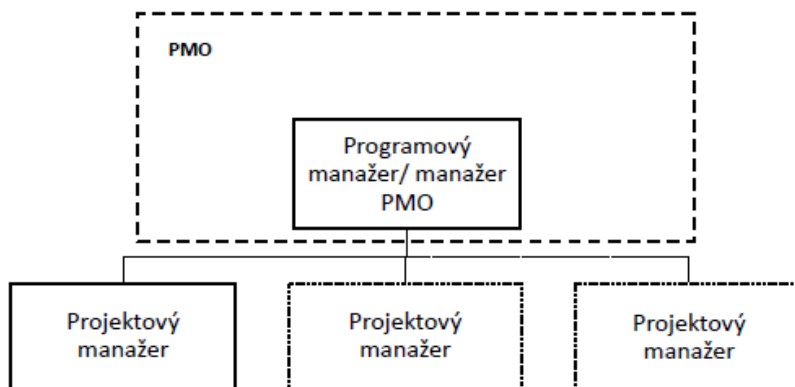 PMO
Programový
manažer/ manažer
PMO
Projektový
manažer
Projektový
manažer
Projektový
manažer